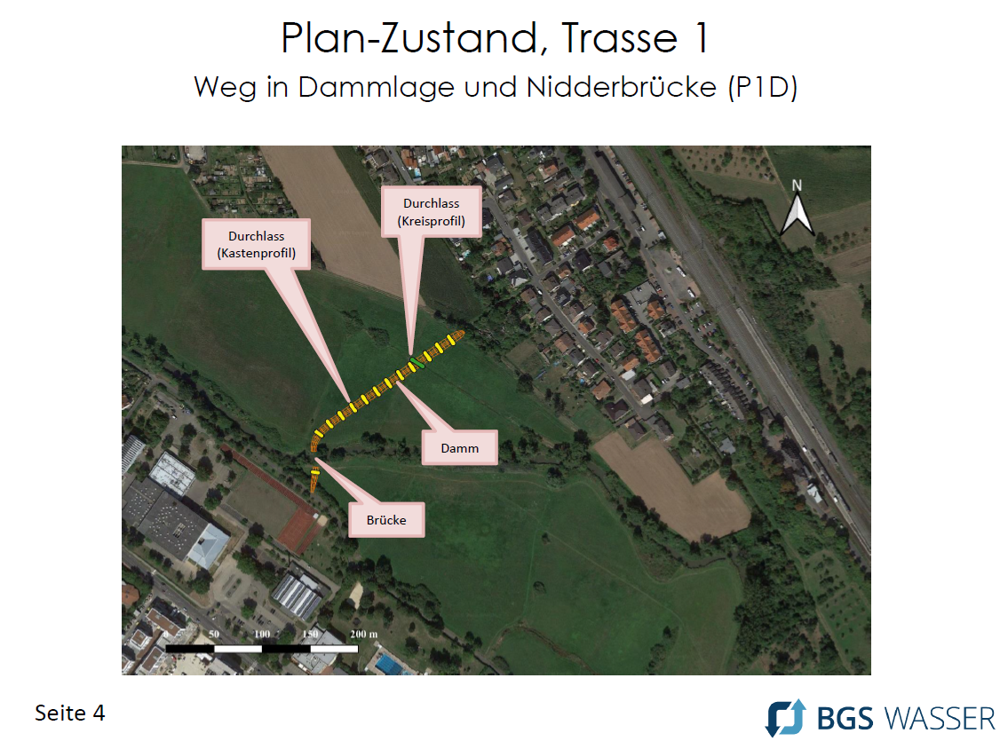 Plan-Zustand, Trasse 1
Weg in Dammlage und Nidderbrücke (P1D)
N
Durchlass
(Kreisprofil)
Durchlass
(Kastenprofil)
Damm
Brücke
0 50 100 150 200 m
Seite 4
BGS WASSER